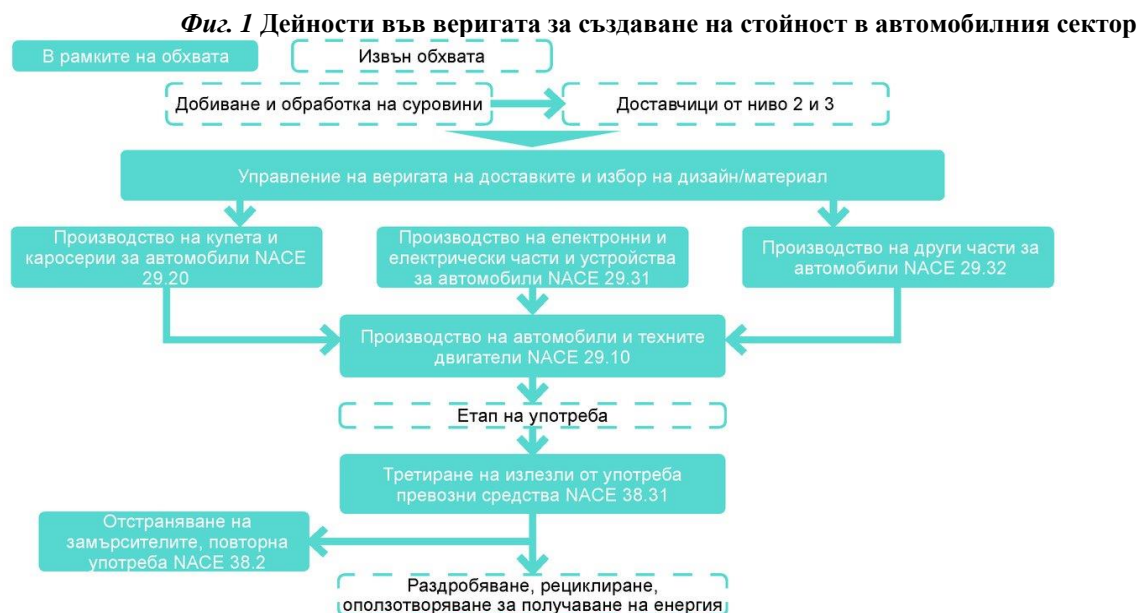 Фиг. 1 Дейности във веригата за създаване на стойност в автомобилния сектор
В рамките на обхвата
Извън обхвата
Добиване и обработка на суровини
Доставчици от ниво 2 и 3
Управление на веригата на доставките и избор на дизайн/материал
Производство на купета и
каросерии за автомобили NACE
29.20
Производство на електронни и
електрически части и устройства
за автомобили NACE 29.31
Производство на други части за
автомобили NACE 29.32
Производство на автомобили и техните
двигатели NACE 29.10
Етап на употреба
Третиране на излезли от употреба
превозни средства NACE 38.31
Отстраняване на
замърсителите, повторна
употреба NACE 38.2
Раздробяване, рециклиране,
оползотворяване за получаване на енергия